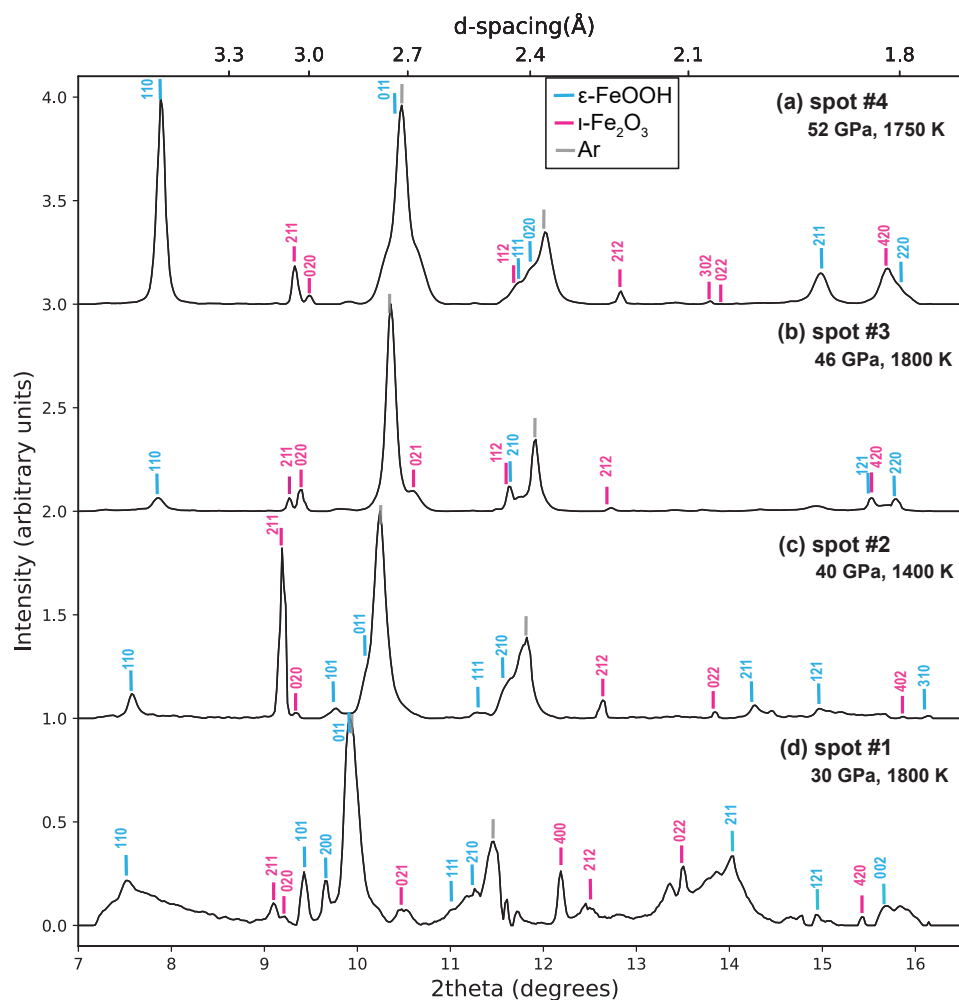 d-spacing(Å)
3.3 3.0 2.7 2.4 2.1 1.8
Intensity (arbitrary units)
4.0
3.5
3.0
2.5
2.0
1.5
1.0
0.5
0.0
ε-FeOOH
ι-Fe₂O₃
Ar
(a) spot #4
52 GPa, 1750 K
110 211 020 011 112 111 020 212 302 022 211 420 220
(b) spot #3
46 GPa, 1800 K
110 211 020 021 112 210 212 121 420 220
(c) spot #2
40 GPa, 1400 K
110 211 020 101 011 111 210 212 022 211 121 402 310
(d) spot #1
30 GPa, 1800 K
110 211 020 101 200 011 021 111 210 400 212 022 211 121 420 002
7 8 9 10 11 12 13 14 15 16
2theta (degrees)